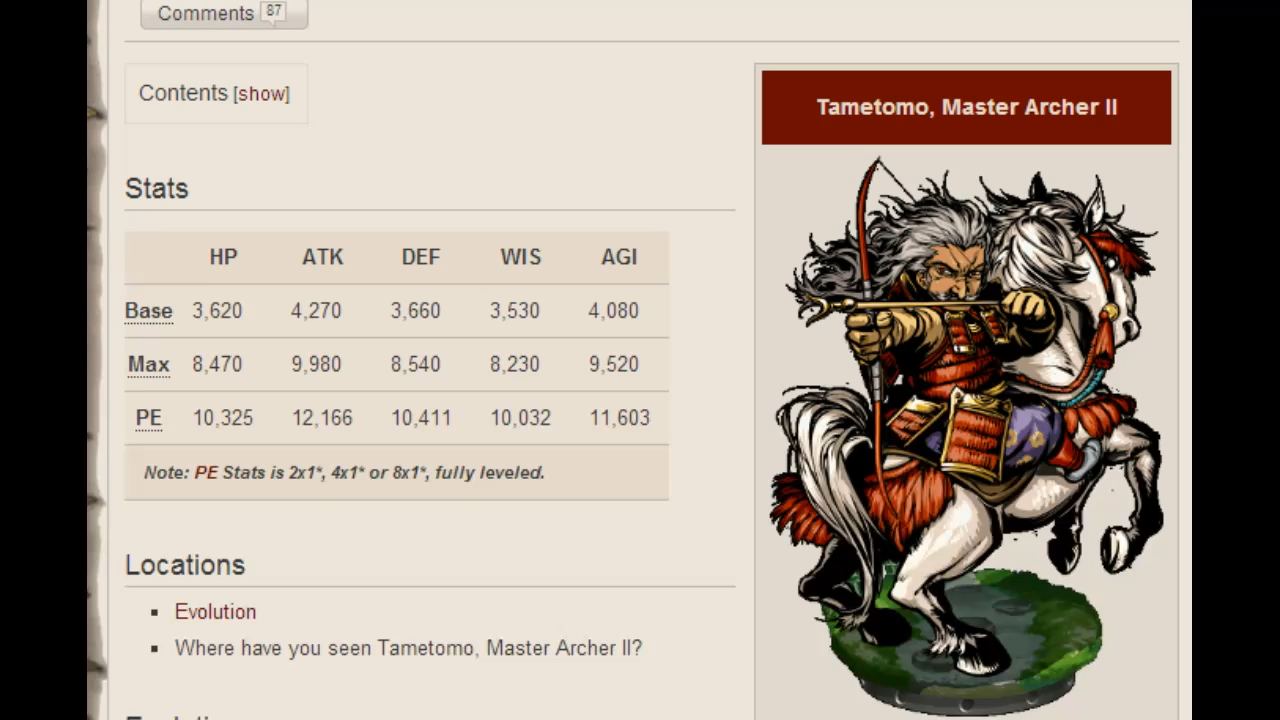 Comments 87
Contents [show]
Tametomo, Master Archer II
Stats
HP ATK DEF WIS AGI
Base 3,620 4,270 3,660 3,530 4,080
Max 8,470 9,980 8,540 8,230 9,520
PE 10,325 12,166 10,411 10,032 11,603
Note: PE Stats is 2x1*, 4x1* or 8x1*, fully leveled.
Locations
Evolution
Where have you seen Tametomo, Master Archer II?